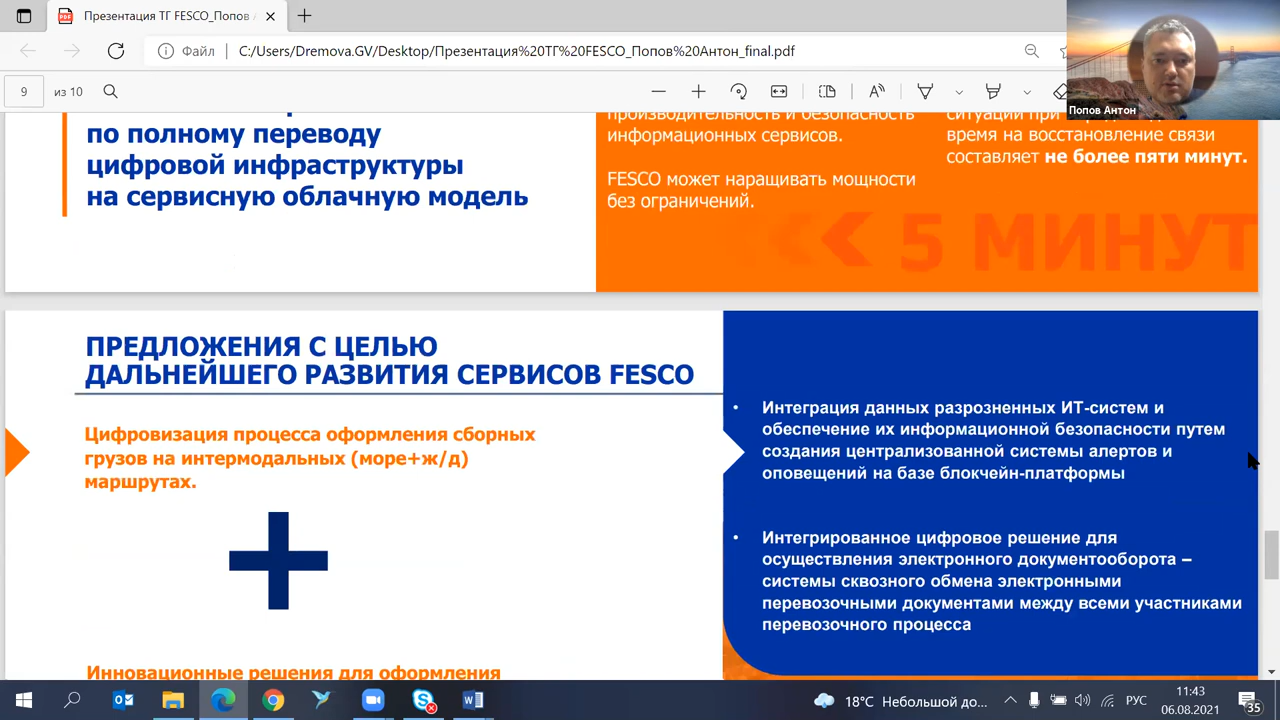 Презентация ТГ FESCO_Попов
Файл
C:/Users/Dremova.GV/Desktop/Презентация%20ТГ%20FESCO_Попов%20Антон_final.pdf
9 из 10
Попов Антон
по полному переводу
цифровой инфраструктуры
на сервисную облачную модель
производительность и безопасность
информационных сервисов.
FESCO может наращивать мощности
без ограничений.
ситуации при
время на восстановление связи
составляет не более пяти минут.
5 МИНУТ
ПРЕДЛОЖЕНИЯ С ЦЕЛЬЮ
ДАЛЬНЕЙШЕГО РАЗВИТИЯ СЕРВИСОВ FESCO
Цифровизация процесса оформления сборных
грузов на интермодальных (море+ж/д)
маршрутах.
Инновационные решения для оформления
• Интеграция данных разрозненных ИТ-систем и
обеспечение их информационной безопасности путем
создания централизованной системы алертов и
оповещений на базе блокчейн-платформы
• Интегрированное цифровое решение для
осуществления электронного документооборота –
системы сквозного обмена электронными
перевозочными документами между всеми участниками
перевозочного процесса
18°C Небольшой до...
РУС
11:43
06.08.2021
35